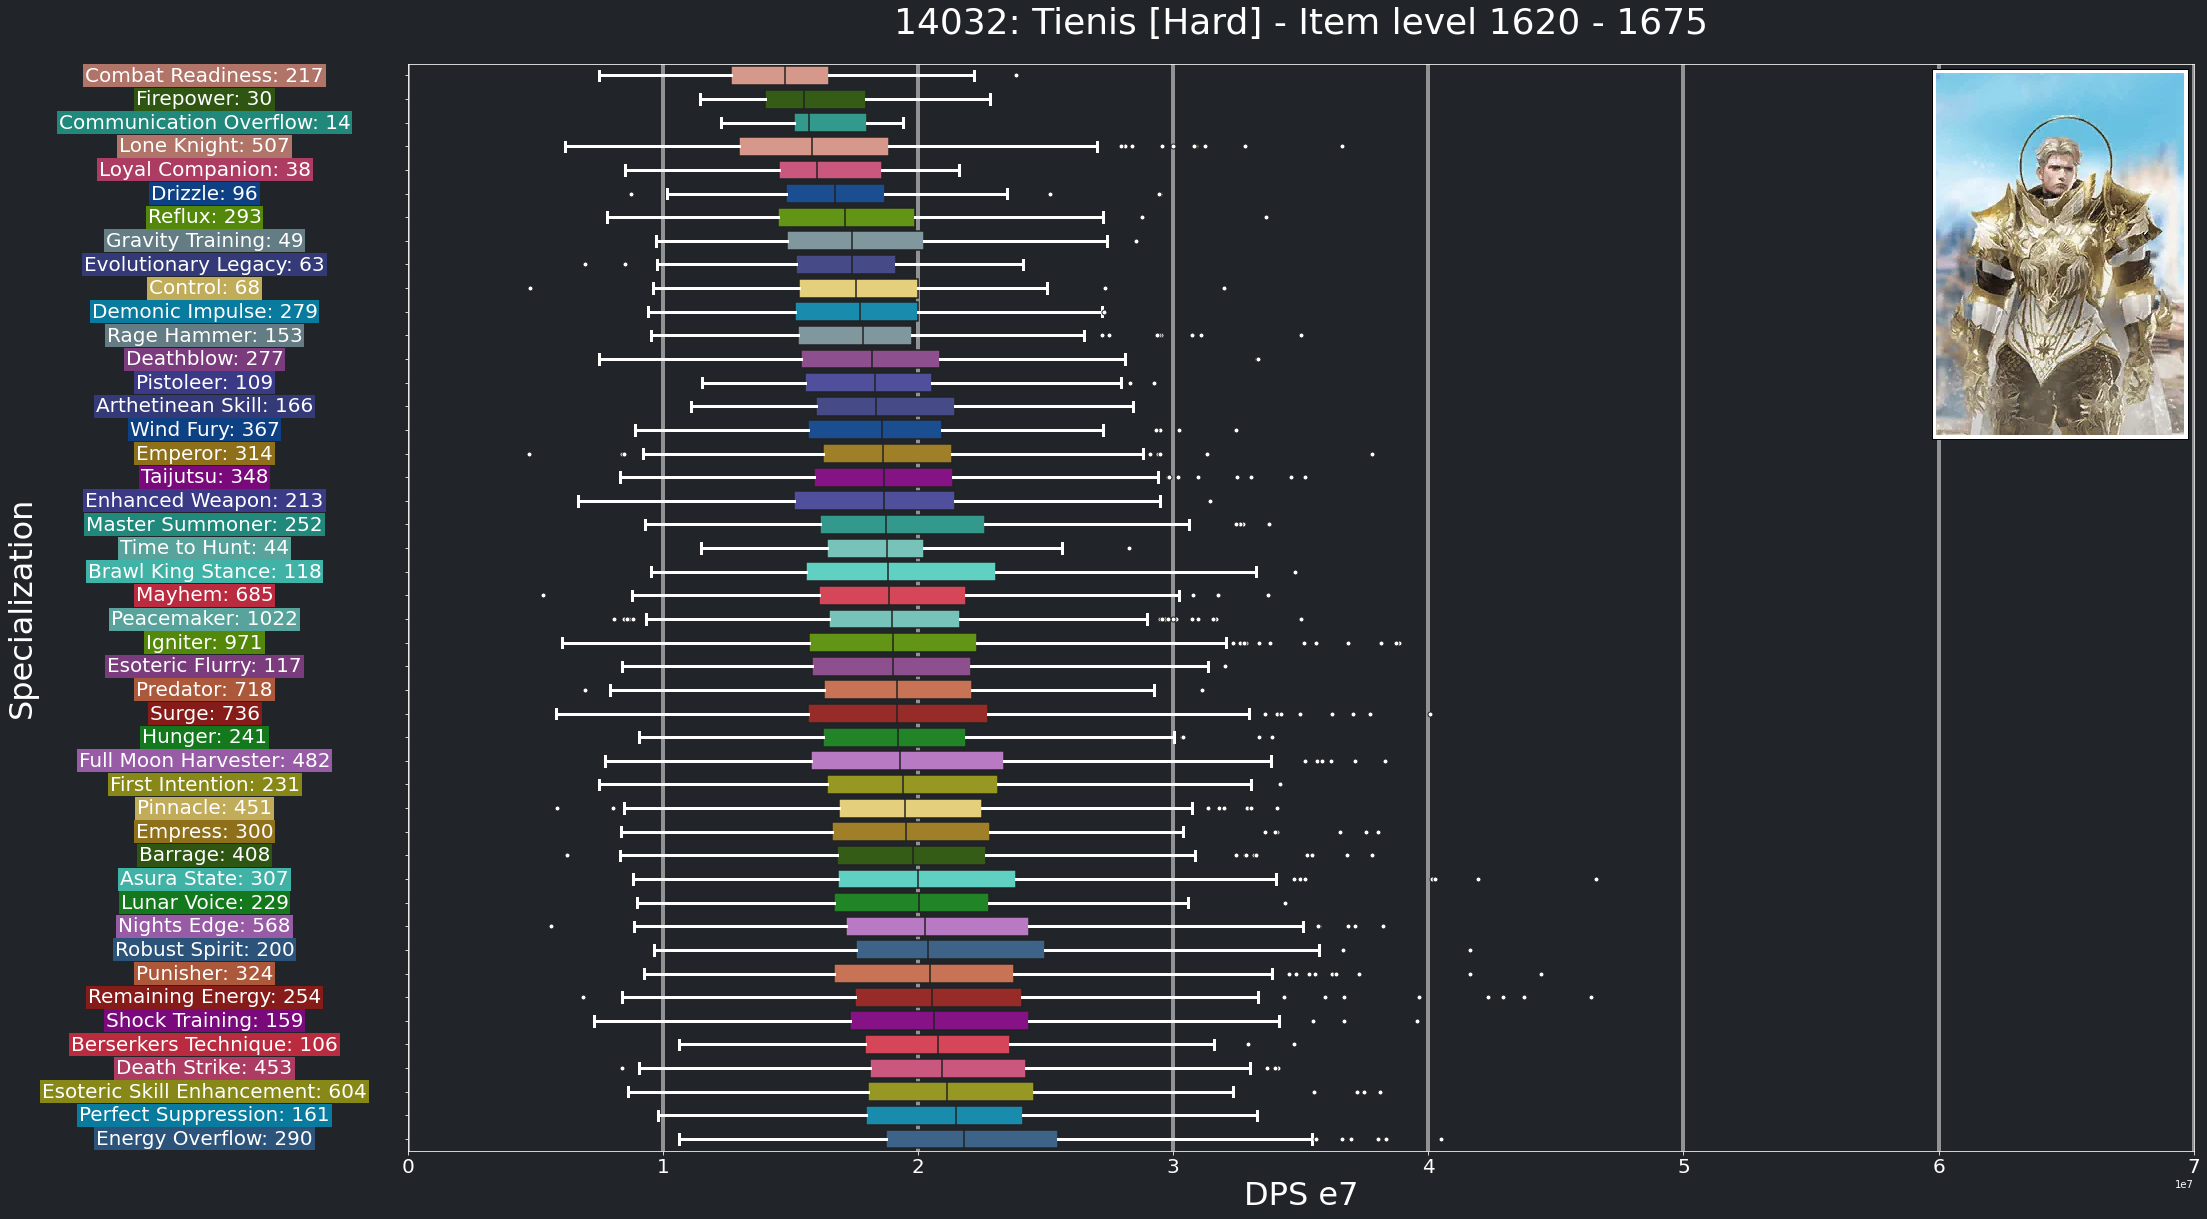 14032: Tienis [Hard] - Item level 1620 - 1675
Combat Readiness: 217
Firepower: 30
Communication Overflow: 14
Lone Knight: 507
Loyal Companion: 38
Drizzle: 96
Reflux: 293
Gravity Training: 49
Evolutionary Legacy: 63
Control: 68
Demonic Impulse: 279
Rage Hammer: 153
Deathblow: 277
Pistoleer: 109
Arthetinean Skill: 166
Wind Fury: 367
Emperor: 314
Taijutsu: 348
Enhanced Weapon: 213
Master Summoner: 252
Time to Hunt: 44
Brawl King Stance: 118
Mayhem: 685
Peacemaker: 1022
Igniter: 971
Esoteric Flurry: 117
Predator: 718
Surge: 736
Hunger: 241
Full Moon Harvester: 482
First Intention: 231
Pinnacle: 451
Empress: 300
Barrage: 408
Asura State: 307
Lunar Voice: 229
Nights Edge: 568
Robust Spirit: 200
Punisher: 324
Remaining Energy: 254
Shock Training: 159
Berserkers Technique: 106
Death Strike: 453
Esoteric Skill Enhancement: 604
Perfect Suppression: 161
Energy Overflow: 290
Specialization
0 1 2 3 4 5 6 7
1e7
DPS e7